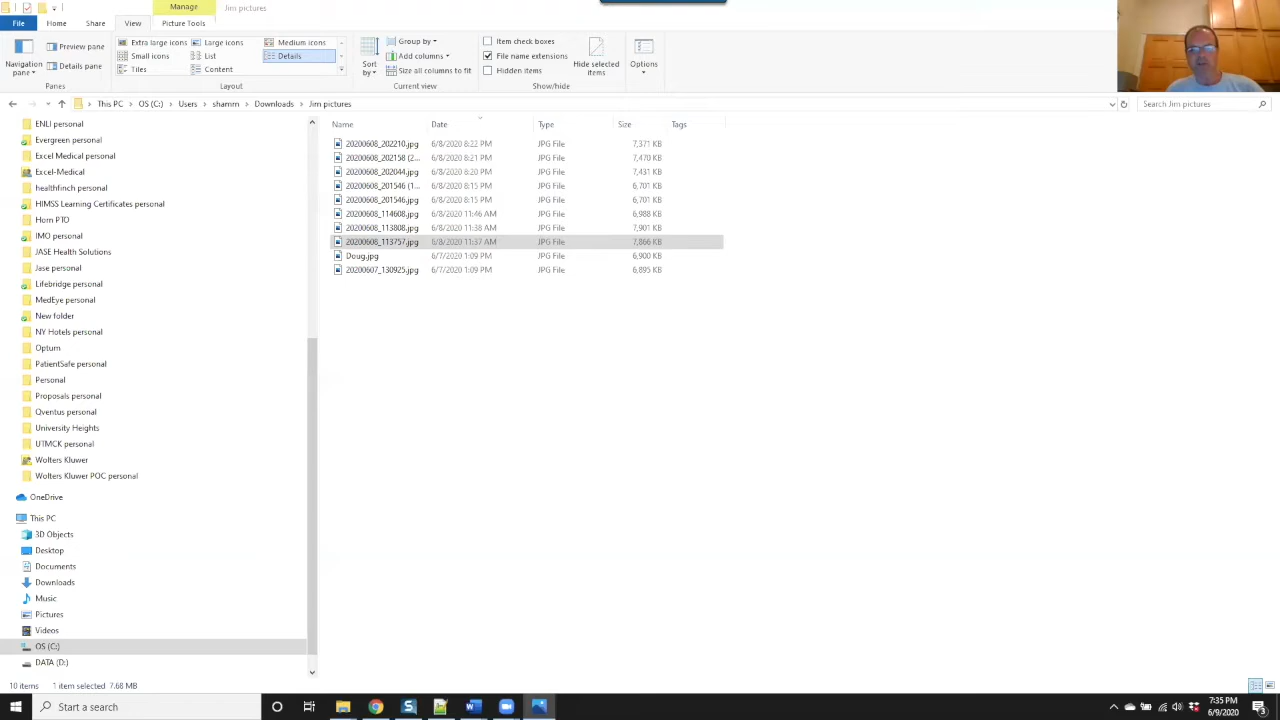 Manage Jim pictures
File Home Share View Picture Tools
Navigation pane
Preview pane
Details pane
Panes
Extra large icons Large icons Medium icons
Small icons List Details
Tiles Content
Layout
Sort by
Group by
Add columns
Size all columns to fit
Current view
Item check boxes
File name extensions
Hidden items
Hide selected items
Show/hide
Options
This PC OS (C:) Users shamm Downloads Jim pictures
Search Jim pictures
ENLI personal
Evergreen personal
Excel Medical personal
Excel-Medical
healthfinch personal
HIMSS Learning Certificates personal
Horn PTO
IMO personal
JASE Health Solutions
Jase personal
Lifebridge personal
MedEye personal
New folder
NY Hotels personal
Optum
PatientSafe personal
Personal
Proposals personal
Qventus personal
University Heights
UTMCK personal
Wolters Kluwer
Wolters Kluwer POC personal
OneDrive
This PC
3D Objects
Desktop
Documents
Downloads
Music
Pictures
Videos
OS (C:)
DATA (D:)
Name Date Type Size Tags
20200608_202210.jpg 6/8/2020 8:22 PM JPG File 7,371 KB
20200608_202158 (2... 6/8/2020 8:21 PM JPG File 7,470 KB
20200608_202044.jpg 6/8/2020 8:20 PM JPG File 7,431 KB
20200608_201546 (1... 6/8/2020 8:15 PM JPG File 6,701 KB
20200608_201546.jpg 6/8/2020 8:15 PM JPG File 6,701 KB
20200608_114608.jpg 6/8/2020 11:46 AM JPG File 6,988 KB
20200608_113808.jpg 6/8/2020 11:38 AM JPG File 7,901 KB
20200608_113757.jpg 6/8/2020 11:37 AM JPG File 7,866 KB
Doug.jpg 6/7/2020 1:09 PM JPG File 6,900 KB
20200607_130925.jpg 6/7/2020 1:09 PM JPG File 6,895 KB
10 items 1 item selected 7.68 MB
Start a search
7:35 PM
6/9/2020
3